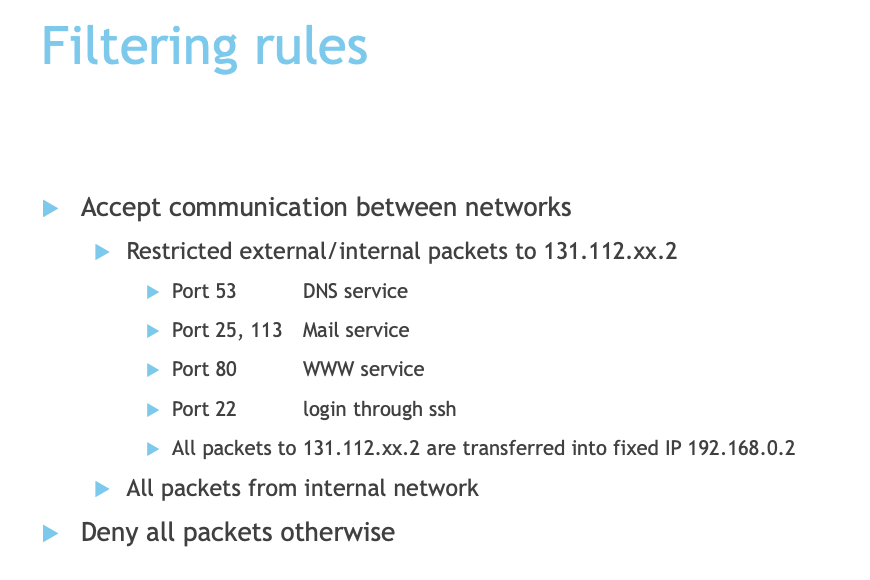 Filtering rules
Accept communication between networks
Restricted external/internal packets to 131.112.xx.2
Port 53 DNS service
Port 25, 113 Mail service
Port 80 WWW service
Port 22 login through ssh
All packets to 131.112.xx.2 are transferred into fixed IP 192.168.0.2
All packets from internal network
Deny all packets otherwise